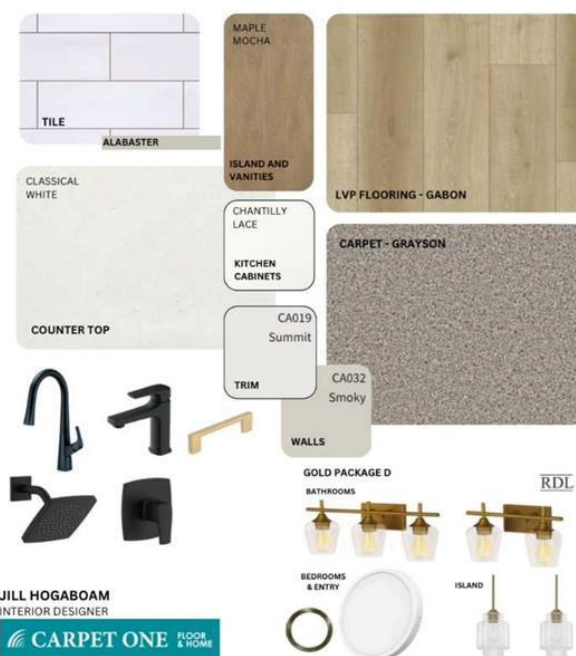 TILE
ALABASTER
MAPLE
MOCHA
ISLAND AND
VANITIES
LVP FLOORING - GABON
CLASSICAL
WHITE
COUNTER TOP
CHANTILLY
LACE
KITCHEN
CABINETS
CARPET - GRAYSON
CA019
Summit
TRIM
CA032
Smoky
WALLS
GOLD PACKAGE D
RDL
BATHROOMS
BEDROOMS
& ENTRY
ISLAND
JILL HOGABOAM
INTERIOR DESIGNER
CARPET ONE FLOOR
& HOME